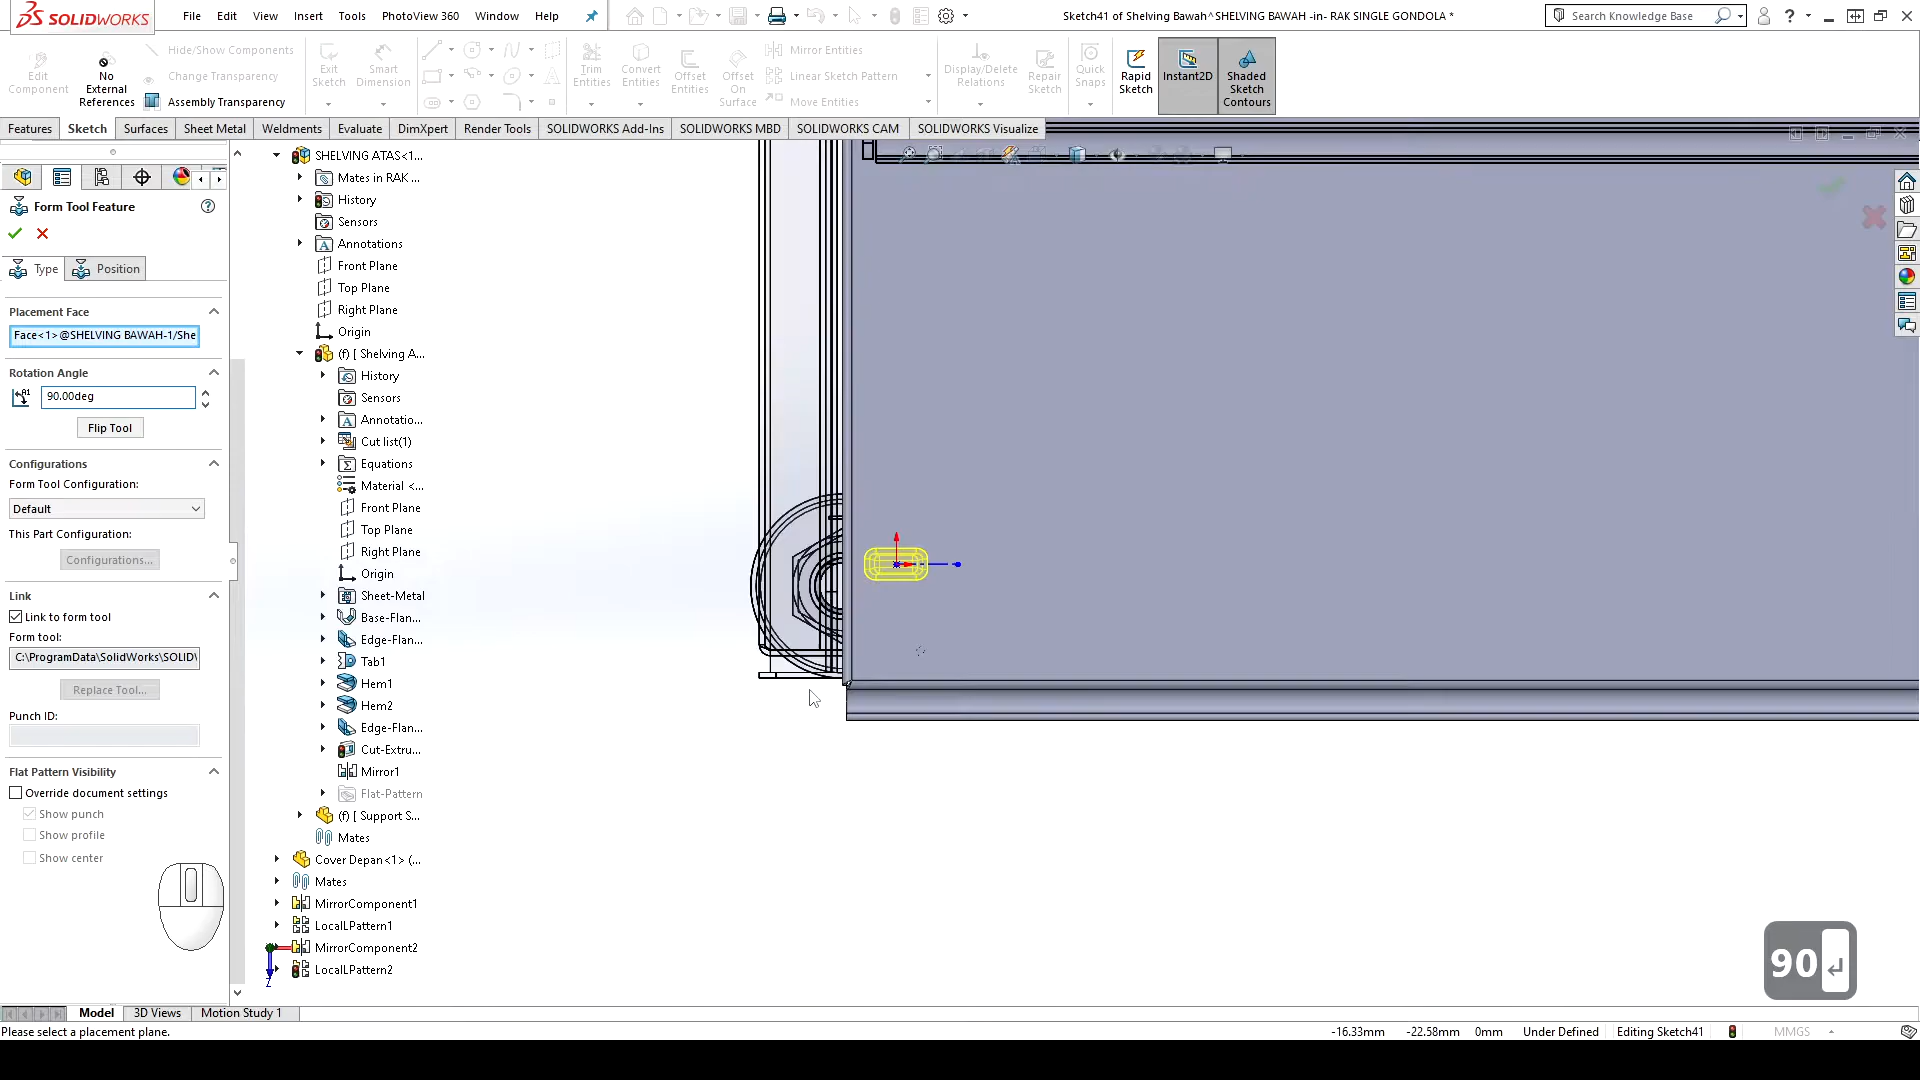 SOLIDWORKS
File Edit View Insert Tools PhotoView 360 Window Help
Sketch41 of Shelving Bawah^SHELVING BAWAH -in- RAK SINGLE GONDOLA *
Search Knowledge Base
Edit Component
No External References
Hide/Show Components
Change Transparency
Assembly Transparency
Exit Sketch
Smart Dimension
Trim Entities
Convert Entities
Offset Entities
Offset On Surface
Mirror Entities
Linear Sketch Pattern
Move Entities
Display/Delete Relations
Repair Sketch
Quick Snaps
Rapid Sketch
Instant2D
Shaded Sketch Contours
Features Sketch Surfaces Sheet Metal Weldments Evaluate DimXpert Render Tools SOLIDWORKS Add-Ins SOLIDWORKS MBD SOLIDWORKS CAM SOLIDWORKS Visualize
Form Tool Feature
Type Position
Placement Face
Face<1>@SHELVING BAWAH-1/She
Rotation Angle
90.00deg
Flip Tool
Configurations
Form Tool Configuration:
Default
This Part Configuration:
Configurations...
Link
Link to form tool
Form tool:
C:\ProgramData\SolidWorks\SOLID\
Replace Tool...
Punch ID:
Flat Pattern Visibility
Override document settings
Show punch
Show profile
Show center
SHELVING ATAS<1...
Mates in RAK ...
History
Sensors
Annotations
Front Plane
Top Plane
Right Plane
Origin
(f) [ Shelving A...
History
Sensors
Annotatio...
Cut list(1)
Equations
Material <...
Front Plane
Top Plane
Right Plane
Origin
Sheet-Metal
Base-Flan...
Edge-Flan...
Tab1
Hem1
Hem2
Edge-Flan...
Cut-Extru...
Mirror1
Flat-Pattern
(f) [ Support S...
Mates
Cover Depan<1> (...
Mates
MirrorComponent1
LocalLPattern1
MirrorComponent2
LocalLPattern2
Z
90
Model 3D Views Motion Study 1
Please select a placement plane.
-16.33mm -22.58mm 0mm Under Defined Editing Sketch41 MMGS